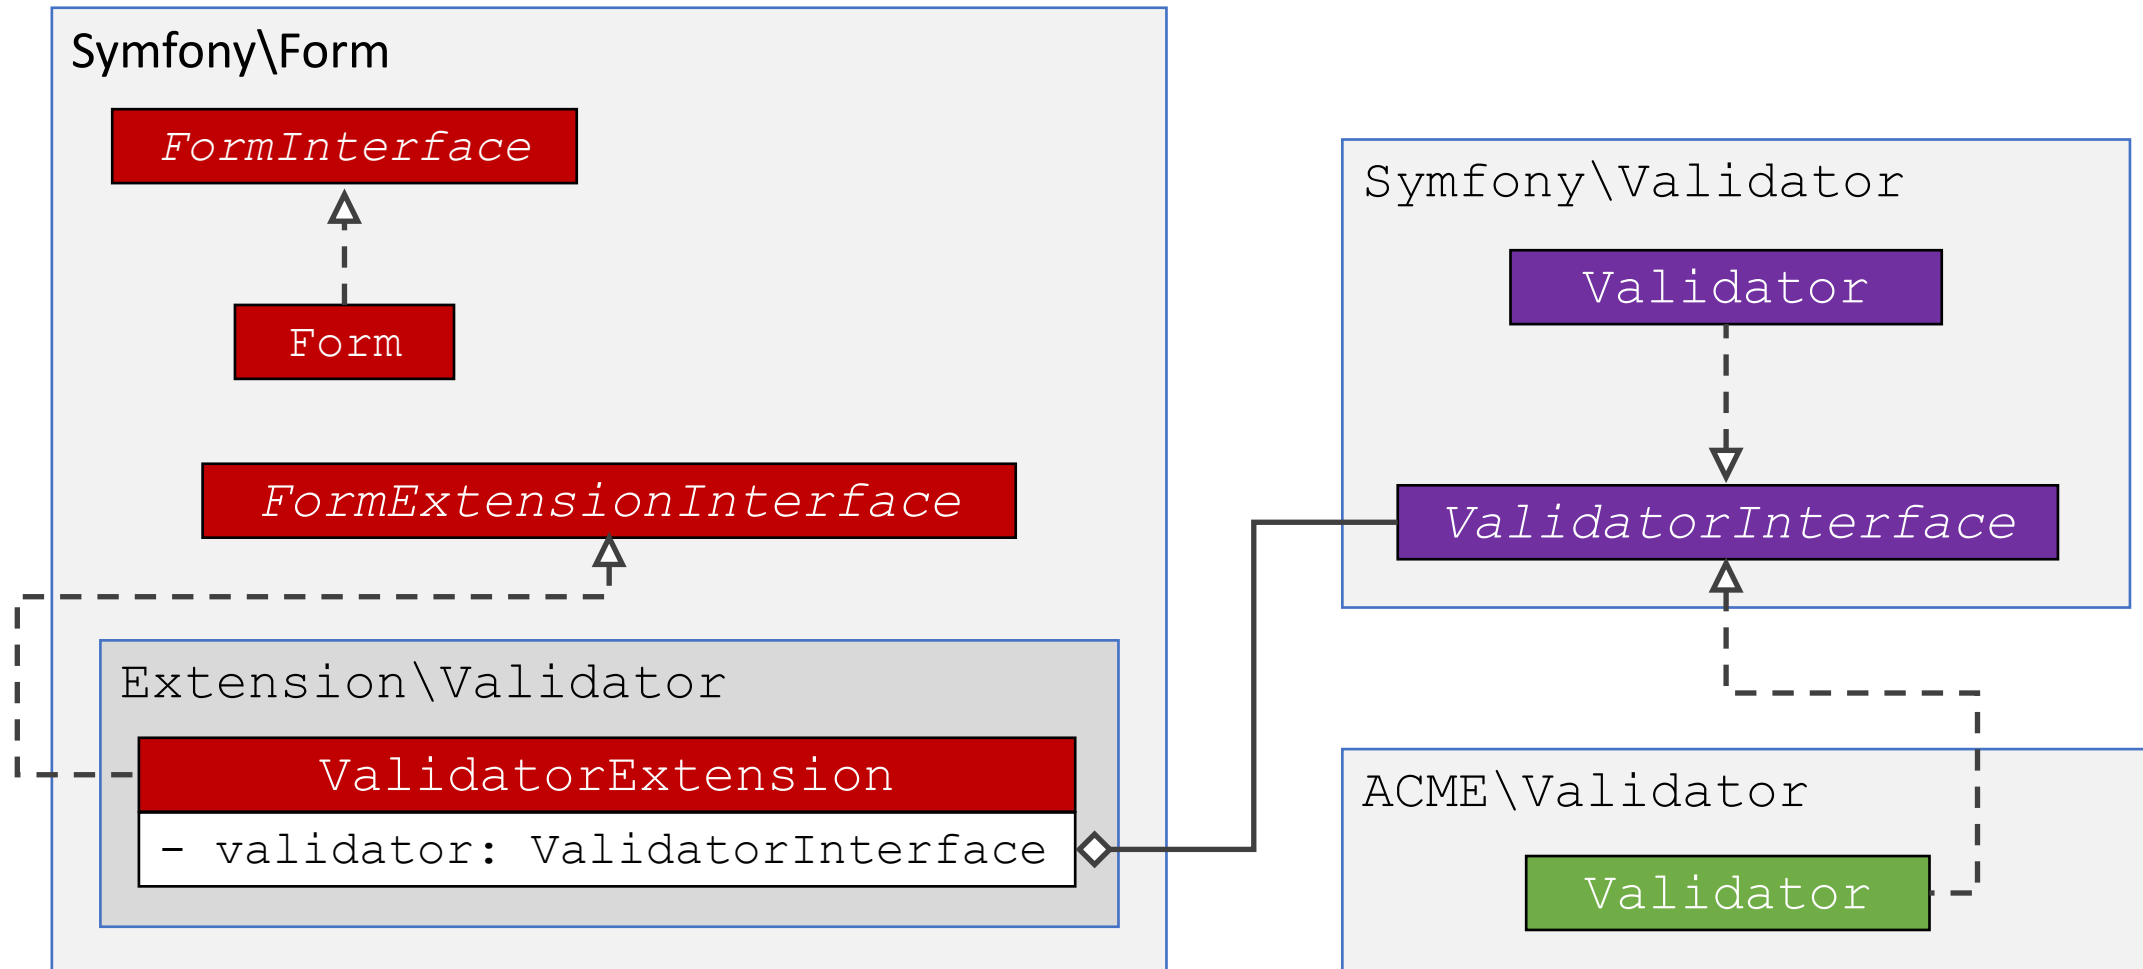 Symfony\Form
FormInterface
Form
FormExtensionInterface
Extension\Validator
ValidatorExtension
- validator: ValidatorInterface
Symfony\Validator
Validator
ValidatorInterface
ACME\Validator
Validator